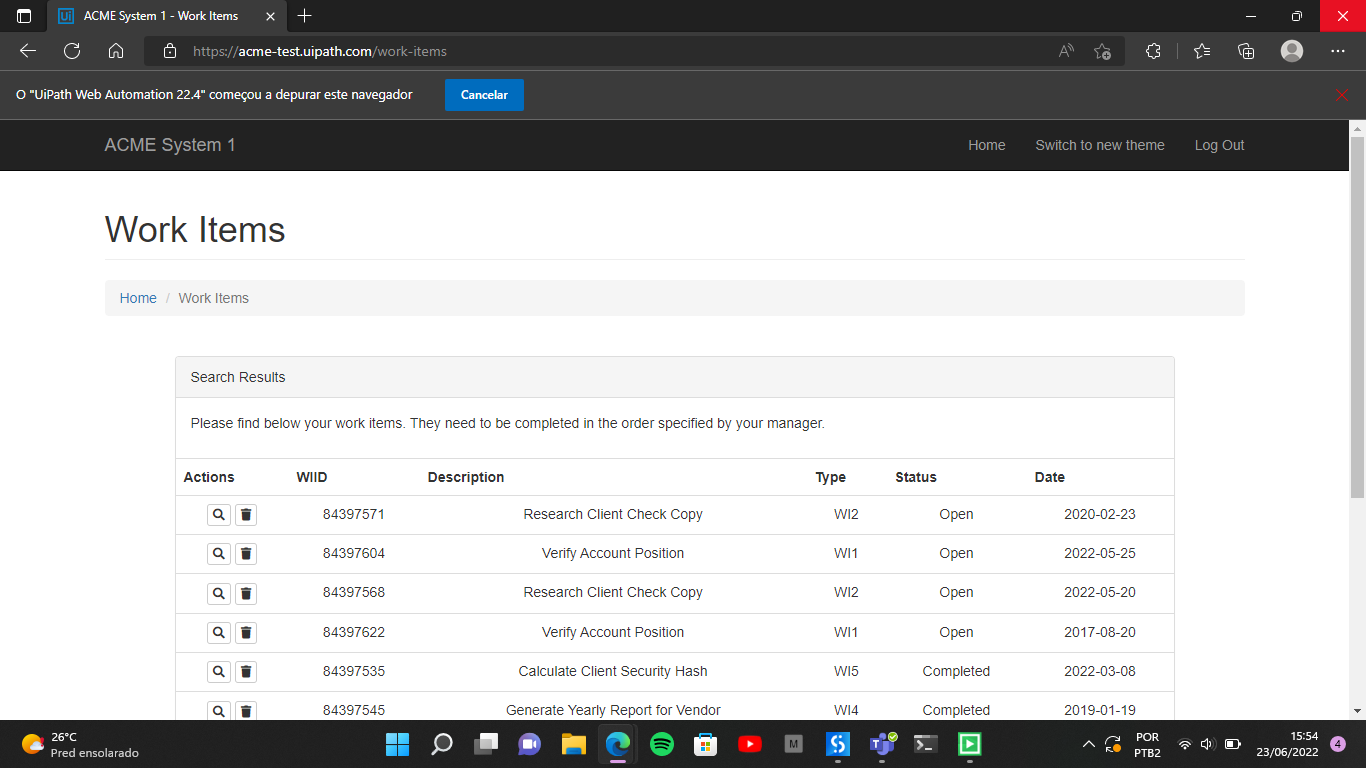 ACME System 1 - Work Items
https://acme-test.uipath.com/work-items
O "UiPath Web Automation 22.4" começou a depurar este navegador
Cancelar
ACME System 1
Home
Switch to new theme
Log Out
Work Items
Home / Work Items
Search Results
Please find below your work items. They need to be completed in the order specified by your manager.
Actions WIID Description Type Status Date
84397571 Research Client Check Copy WI2 Open 2020-02-23
84397604 Verify Account Position WI1 Open 2022-05-25
84397568 Research Client Check Copy WI2 Open 2022-05-20
84397622 Verify Account Position WI1 Open 2017-08-20
84397535 Calculate Client Security Hash WI5 Completed 2022-03-08
84397545 Generate Yearly Report for Vendor WI4 Completed 2019-01-19
26°C
Pred ensolarado
M
POR
PTB2
15:54
23/06/2022
4